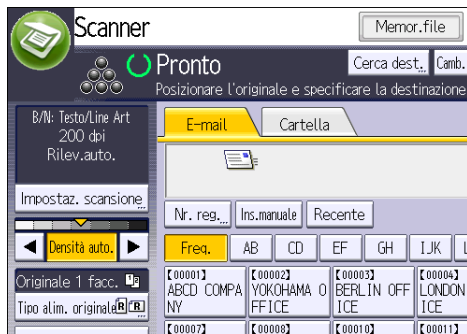 Scanner
Memor.file
Pronto
Cerca dest. Camb.
Posizionare l'originale e specificare la destinazione
B/N: Testo/Line Art
200 dpi
Rilev.auto.
E-mail Cartella
Impostaz. scansione
Nr. reg. Ins.manuale Recente
Densità auto.
Freq. AB CD EF GH IJK L
Originale 1 facc.
Tipo alim. originale
[00001] [00002] [00003] [00004]
ABCD COMPA YOKOHAMA O BERLIN OFF LONDON
NY FFICE ICE ICE
[00007] [00008] [00010] [00011]